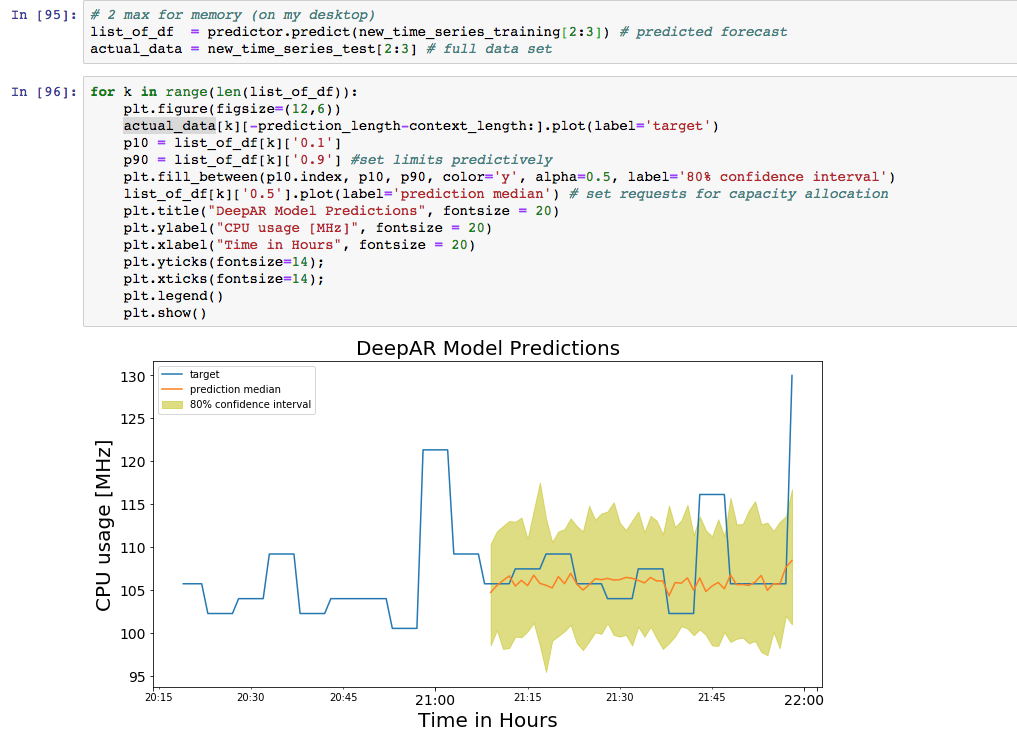 In [95]: # 2 max for memory (on my desktop)
list_of_df  = predictor.predict(new_time_series_training[2:3]) # predicted forecast
actual_data = new_time_series_test[2:3] # full data set
In [96]: for k in range(len(list_of_df)):
    plt.figure(figsize=(12,6))
    actual_data[k][-prediction_length-context_length:].plot(label='target')
    p10 = list_of_df[k]['0.1']
    p90 = list_of_df[k]['0.9'] #set limits predictively
    plt.fill_between(p10.index, p10, p90, color='y', alpha=0.5, label='80% confidence interval')
    list_of_df[k]['0.5'].plot(label='prediction median') # set requests for capacity allocation
    plt.title("DeepAR Model Predictions", fontsize = 20)
    plt.ylabel("CPU usage [MHz]", fontsize = 20)
    plt.xlabel("Time in Hours", fontsize = 20)
    plt.yticks(fontsize=14);
    plt.xticks(fontsize=14);
    plt.legend()
    plt.show()
DeepAR Model Predictions
target
prediction median
80% confidence interval
CPU usage [MHz]
130
125
120
115
110
105
100
95
20:15 20:30 20:45 21:00 21:15 21:30 21:45 22:00
Time in Hours